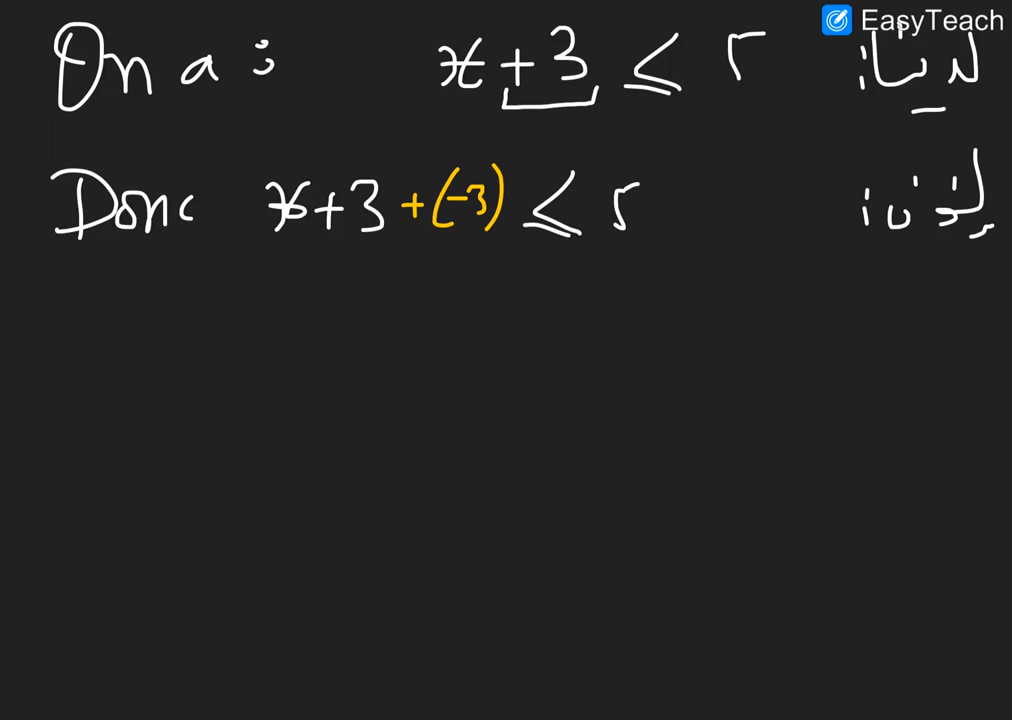 EasyTeach
On a : x + 3 ≤ 5 لدينا :
Donc x + 3 + (-3) ≤ 5 إذن :